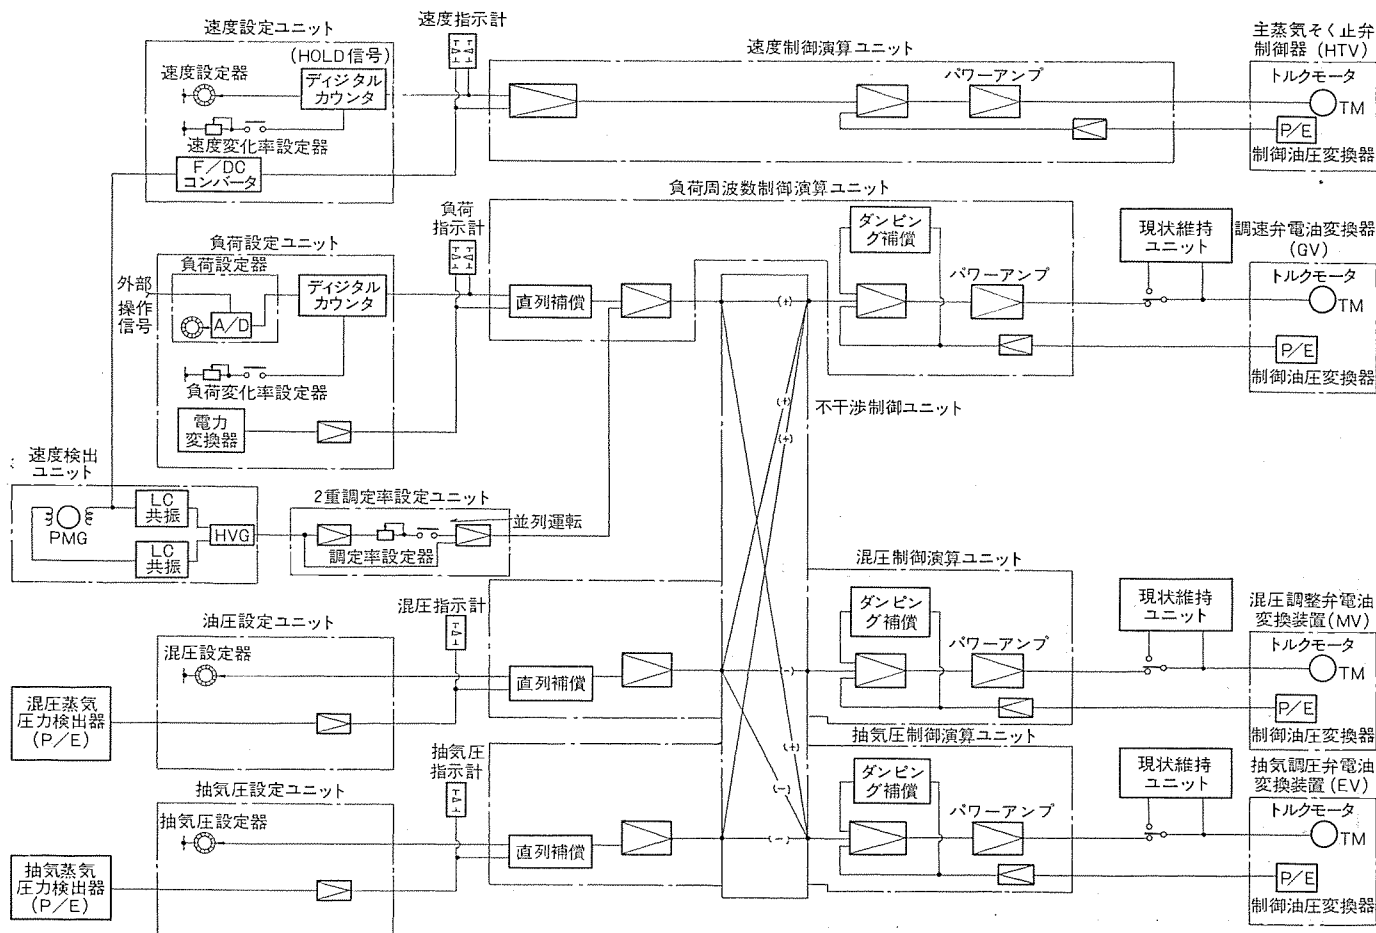 速度設定ユニット
(HOLD信号)
速度設定器
ディジタル
カウンタ
速度変化率設定器
F/DC
コンバータ
速度指示計
速度制御演算ユニット
パワーアンプ
主蒸気そく止弁
制御器(HTV)
トルクモータ
TM
P/E
制御油圧変換器
負荷設定ユニット
負荷設定器
外部
操作
信号
A/D
ディジタル
カウンタ
負荷変化率設定器
電力
変換器
負荷
指示計
負荷周波数制御演算ユニット
直列補償
ダンピン
グ補償
パワーアンプ
(+)
(+)
(+)
不干渉制御ユニット
現状維持
ユニット
調速弁電油変換器
(GV)
トルクモータ
TM
P/E
制御油圧変換器
速度検出
ユニット
PMG
LC
共振
LC
共振
HVG
2重調定率設定ユニット
並列運転
調定率設定器
油圧設定ユニット
混圧設定器
混圧蒸気
圧力検出器
(P/E)
混圧指示計
混圧制御演算ユニット
直列補償
(-)
ダンピン
グ補償
パワーアンプ
現状維持
ユニット
混圧調整弁電油
変換装置(MV)
トルクモータ
TM
P/E
制御油圧変換器
抽気圧設定ユニット
抽気圧設定器
抽気蒸気
圧力検出器
(P/E)
抽気圧
指示計
抽気圧制御演算ユニット
直列補償
(+)
(-)
(-)
ダンピン
グ補償
パワーアンプ
現状維持
ユニット
抽気調圧弁電油
変換装置(EV)
トルクモータ
TM
P/E
制御油圧変換器